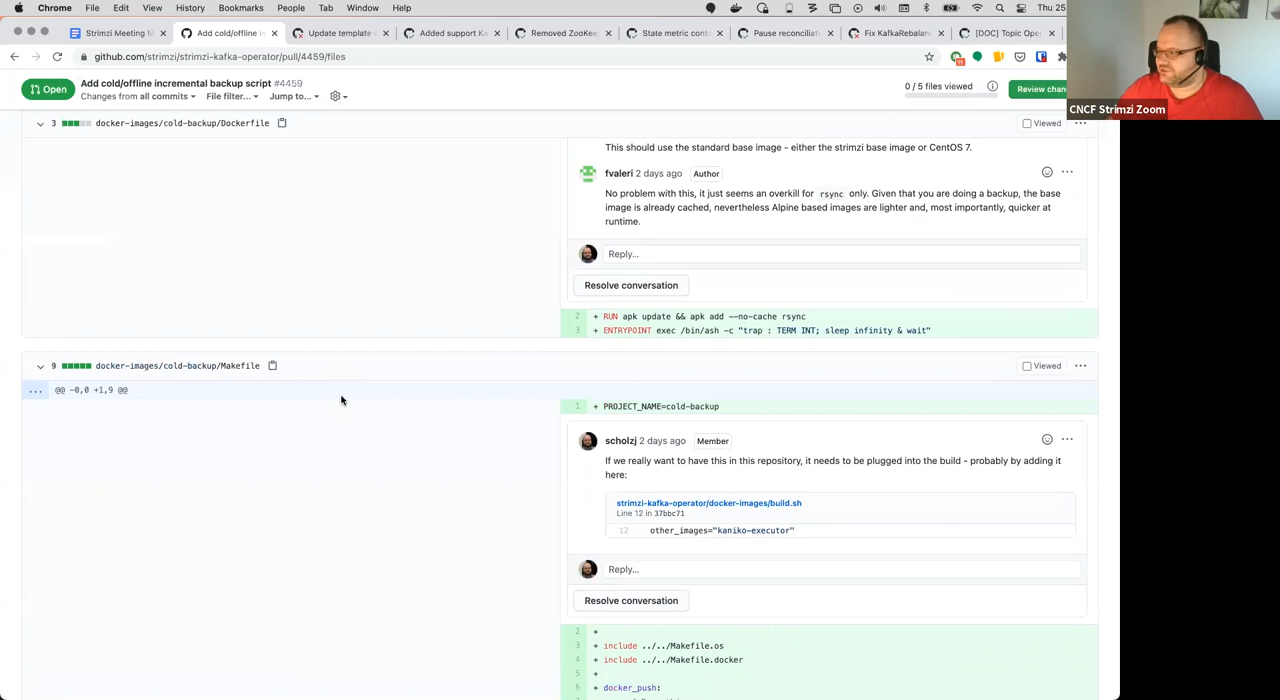 Chrome File Edit View History Bookmarks People Tab Window Help Thu 25
Strimzi Meeting M Add cold/offline in Update template Added support Ka Removed ZooKee State metric conta Pause reconciliati Fix KafkaRebalan [DOC] Topic Ope
github.com/strimzi/strimzi-kafka-operator/pull/4459/files
Open
Add cold/offline incremental backup script #4459
Changes from all commits File filter... Jump to...
0 / 5 files viewed
Review chan
CNCF Strimzi Zoom
3 docker-images/cold-backup/Dockerfile
Viewed
This should use the standard base image - either the strimzi base image or CentOS 7.
fvaleri 2 days ago Author
No problem with this, it just seems an overkill for rsync only. Given that you are doing a backup, the base
image is already cached, nevertheless Alpine based images are lighter and, most importantly, quicker at
runtime.
Reply...
Resolve conversation
2 + RUN apk update && apk add --no-cache rsync
3 + ENTRYPOINT exec /bin/ash -c "trap : TERM INT; sleep infinity & wait"
9 docker-images/cold-backup/Makefile
Viewed
... @@ -0,0 +1,9 @@
1 + PROJECT_NAME=cold-backup
scholzj 2 days ago Member
If we really want to have this in this repository, it needs to be plugged into the build - probably by adding it
here:
strimzi-kafka-operator/docker-images/build.sh
Line 12 in 37bbc71
12 other_images="kaniko-executor"
Reply...
Resolve conversation
2 +
3 + include ../../Makefile.os
4 + include ../../Makefile.docker
5 +
6 + docker_push: